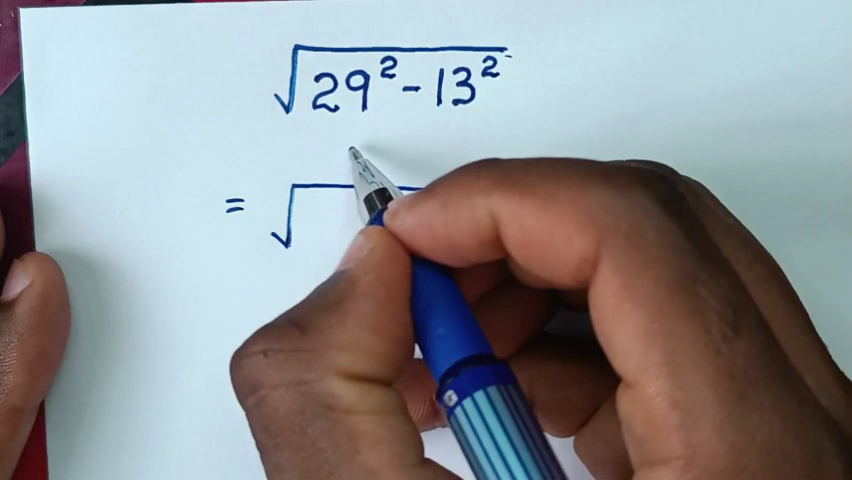 √29²-13²
= √